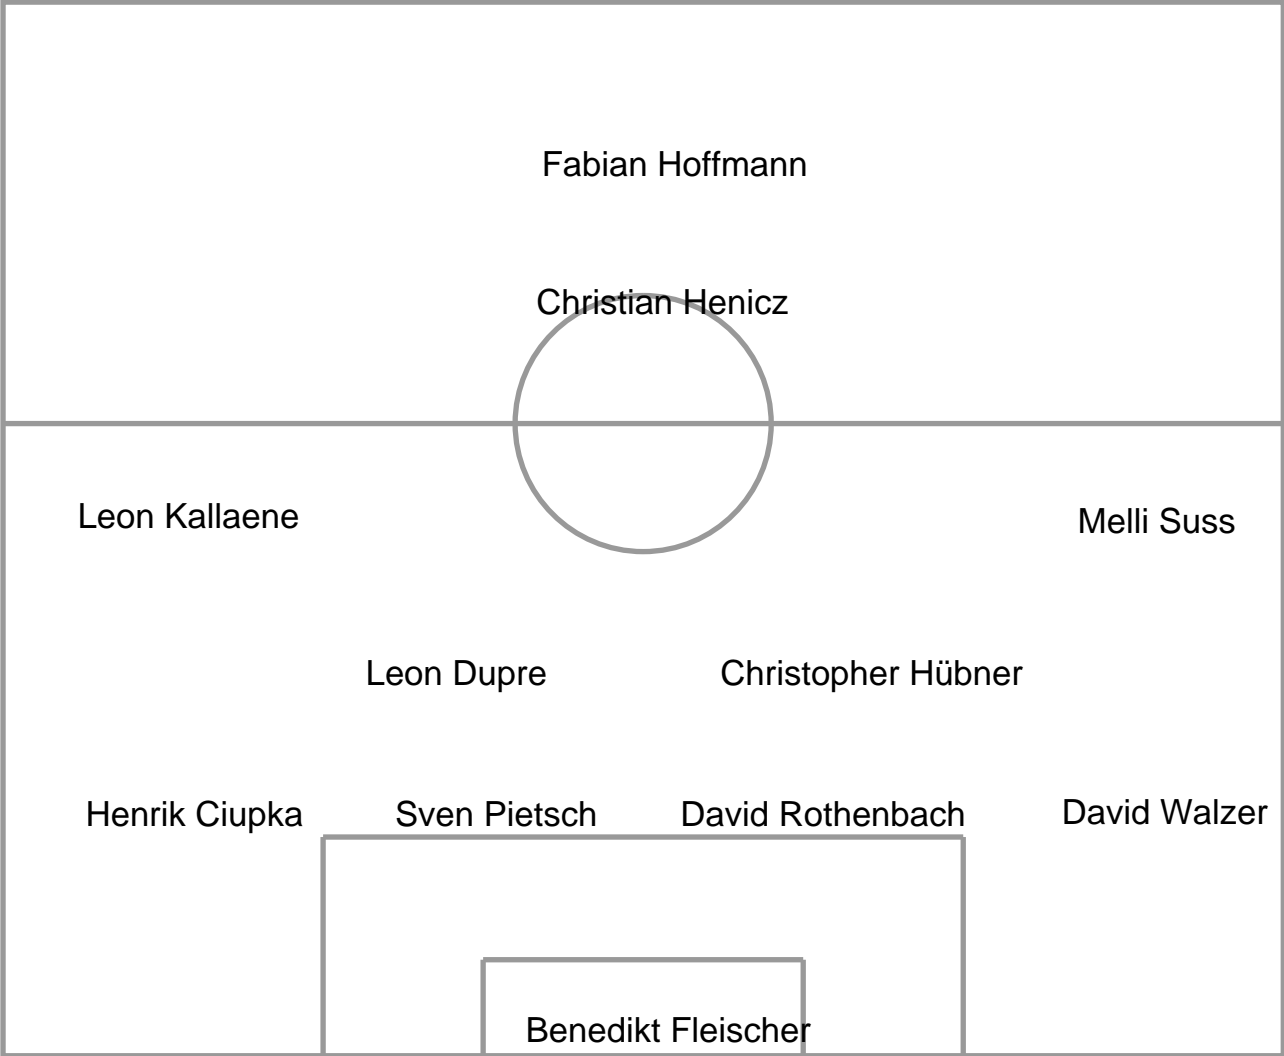 Fabian Hoffmann
Christian Henicz
Leon Kallaene
Melli Suss
Leon Dupre
Christopher Hübner
Henrik Ciupka
Sven Pietsch
David Rothenbach
David Walzer
Benedikt Fleischer